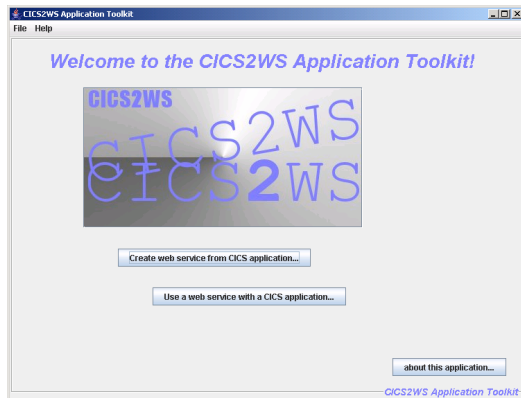 CICS2WS Application Toolkit
File Help
Welcome to the CICS2WS Application Toolkit!
CICS2WS
CICS2WS
CICS2WS
Create web service from CICS application...
Use a web service with a CICS application...
about this application...
CICS2WS Application Toolkit